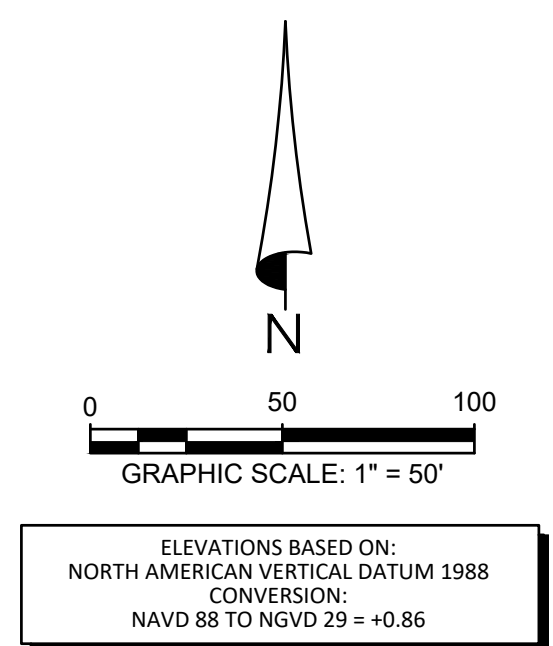 N
0 50 100
GRAPHIC SCALE: 1" = 50'
ELEVATIONS BASED ON:
NORTH AMERICAN VERTICAL DATUM 1988
CONVERSION:
NAVD 88 TO NGVD 29 = +0.86